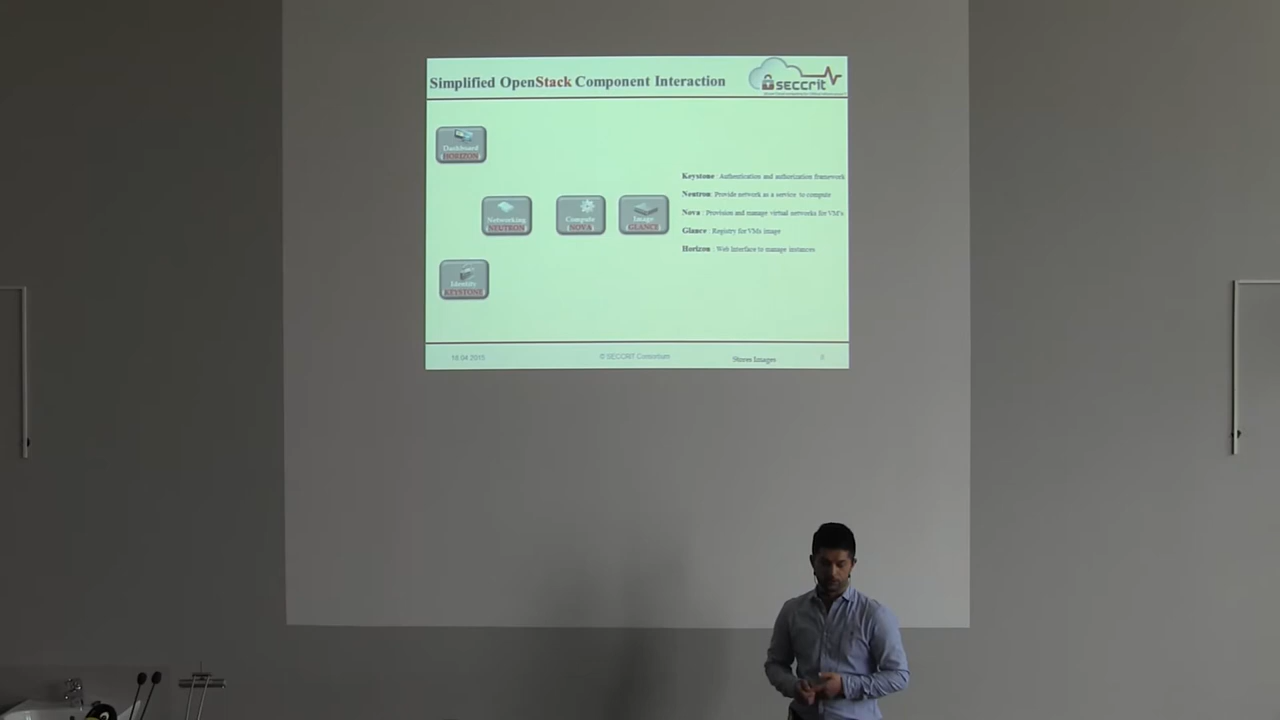 Simplified OpenStack Component Interaction
seccrit
Dashboard
HORIZON
Networking
NEUTRON
Compute
NOVA
Image
GLANCE
Identity
KEYSTONE
Keystone : Authentication and authorization framework
Neutron: Provide network as a service to compute
Nova : Provision and manage virtual networks for VM's
Glance : Registry for VMs image
Horizon : Web Interface to manage instances
© SECCRIT Consortium
Stores Images
8